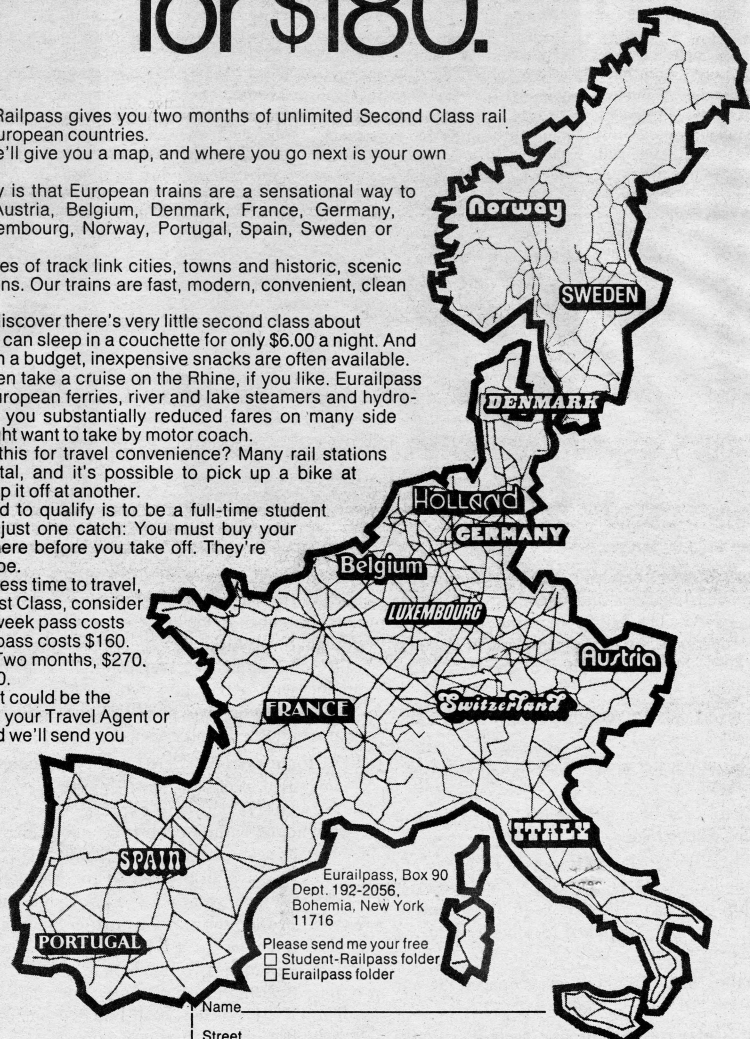 for $180.
Railpass gives you two months of unlimited Second Class rail
uropean countries.
e'll give you a map, and where you go next is your own
y is that European trains are a sensational way to
Austria, Belgium, Denmark, France, Germany,
embourg, Norway, Portugal, Spain, Sweden or
es of track link cities, towns and historic, scenic
ns. Our trains are fast, modern, convenient, clean
iscover there's very little second class about
can sleep in a couchette for only $6.00 a night. And
n a budget, inexpensive snacks are often available.
en take a cruise on the Rhine, if you like. Eurailpass
uropean ferries, river and lake steamers and hydro-
you substantially reduced fares on many side
ght want to take by motor coach.
this for travel convenience? Many rail stations
tal, and it's possible to pick up a bike at
p it off at another.
d to qualify is to be a full-time student
just one catch: You must buy your
here before you take off. They're
pe.
ess time to travel,
st Class, consider
week pass costs
pass costs $160.
Two months, $270.
0.
t could be the
your Travel Agent or
d we'll send you
Norway
SWEDEN
DENMARK
HOLLAND
GERMANY
Belgium
LUXEMBOURG
Austria
FRANCE
Switzerland
ITALY
SPAIN
PORTUGAL
Eurailpass, Box 90
Dept. 192-2056,
Bohemia, New York
11716
Please send me your free
☐ Student-Railpass folder
☐ Eurailpass folder
Name
Street